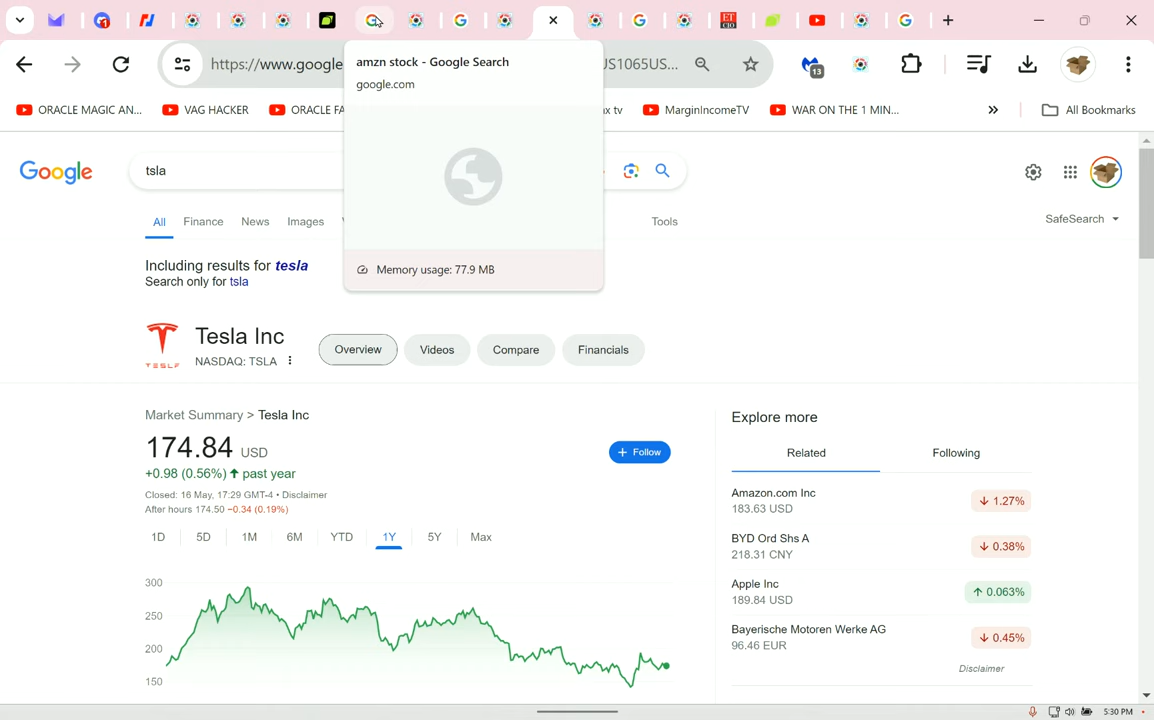 1
ET
CIO
amzn stock - Google Search
google.com
Memory usage: 77.9 MB
https://www.google
US1065US...
13
ORACLE MAGIC AN...
VAG HACKER
ORACLE FA
x tv
MarginIncomeTV
WAR ON THE 1 MIN...
»
All Bookmarks
Google
tsla
All
Finance
News
Images
Tools
SafeSearch
Including results for tesla
Search only for tsla
TESLA
Tesla Inc
NASDAQ: TSLA
Overview
Videos
Compare
Financials
Market Summary > Tesla Inc
174.84 USD
+0.98 (0.56%) ↑ past year
Closed: 16 May, 17:29 GMT-4 • Disclaimer
After hours 174.50 −0.34 (0.19%)
+ Follow
1D
5D
1M
6M
YTD
1Y
5Y
Max
300
250
200
150
Explore more
Related
Following
Amazon.com Inc
183.63 USD
↓ 1.27%
BYD Ord Shs A
218.31 CNY
↓ 0.38%
Apple Inc
189.84 USD
↑ 0.063%
Bayerische Motoren Werke AG
96.46 EUR
↓ 0.45%
Disclaimer
5:30 PM